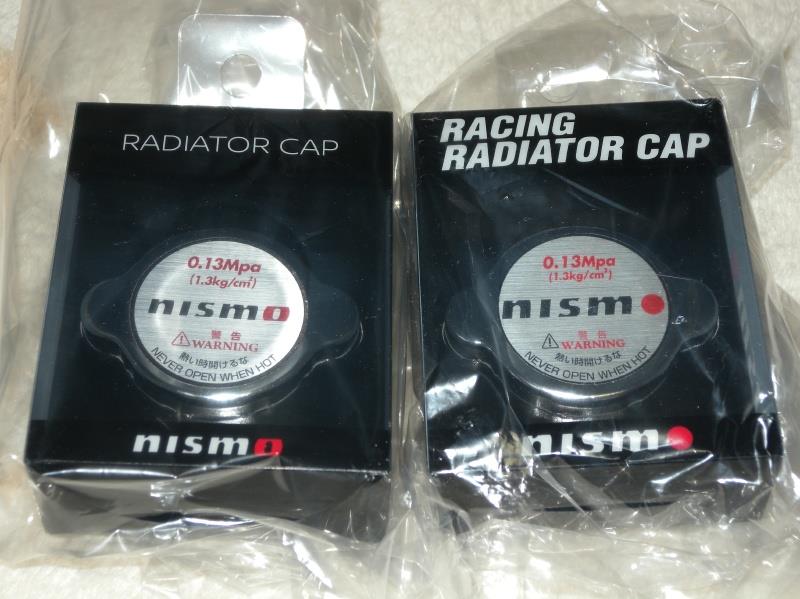 RADIATOR CAP
0.13Mpa
(1.3kg/cm²)
nismo
警告
⚠WARNING
熱い時開けるな
NEVER OPEN WHEN HOT
nismo
RACING
RADIATOR CAP
0.13Mpa
(1.3kg/cm²)
nismo
警告
⚠WARNING
熱い時開けるな
NEVER OPEN WHEN HOT
nismo